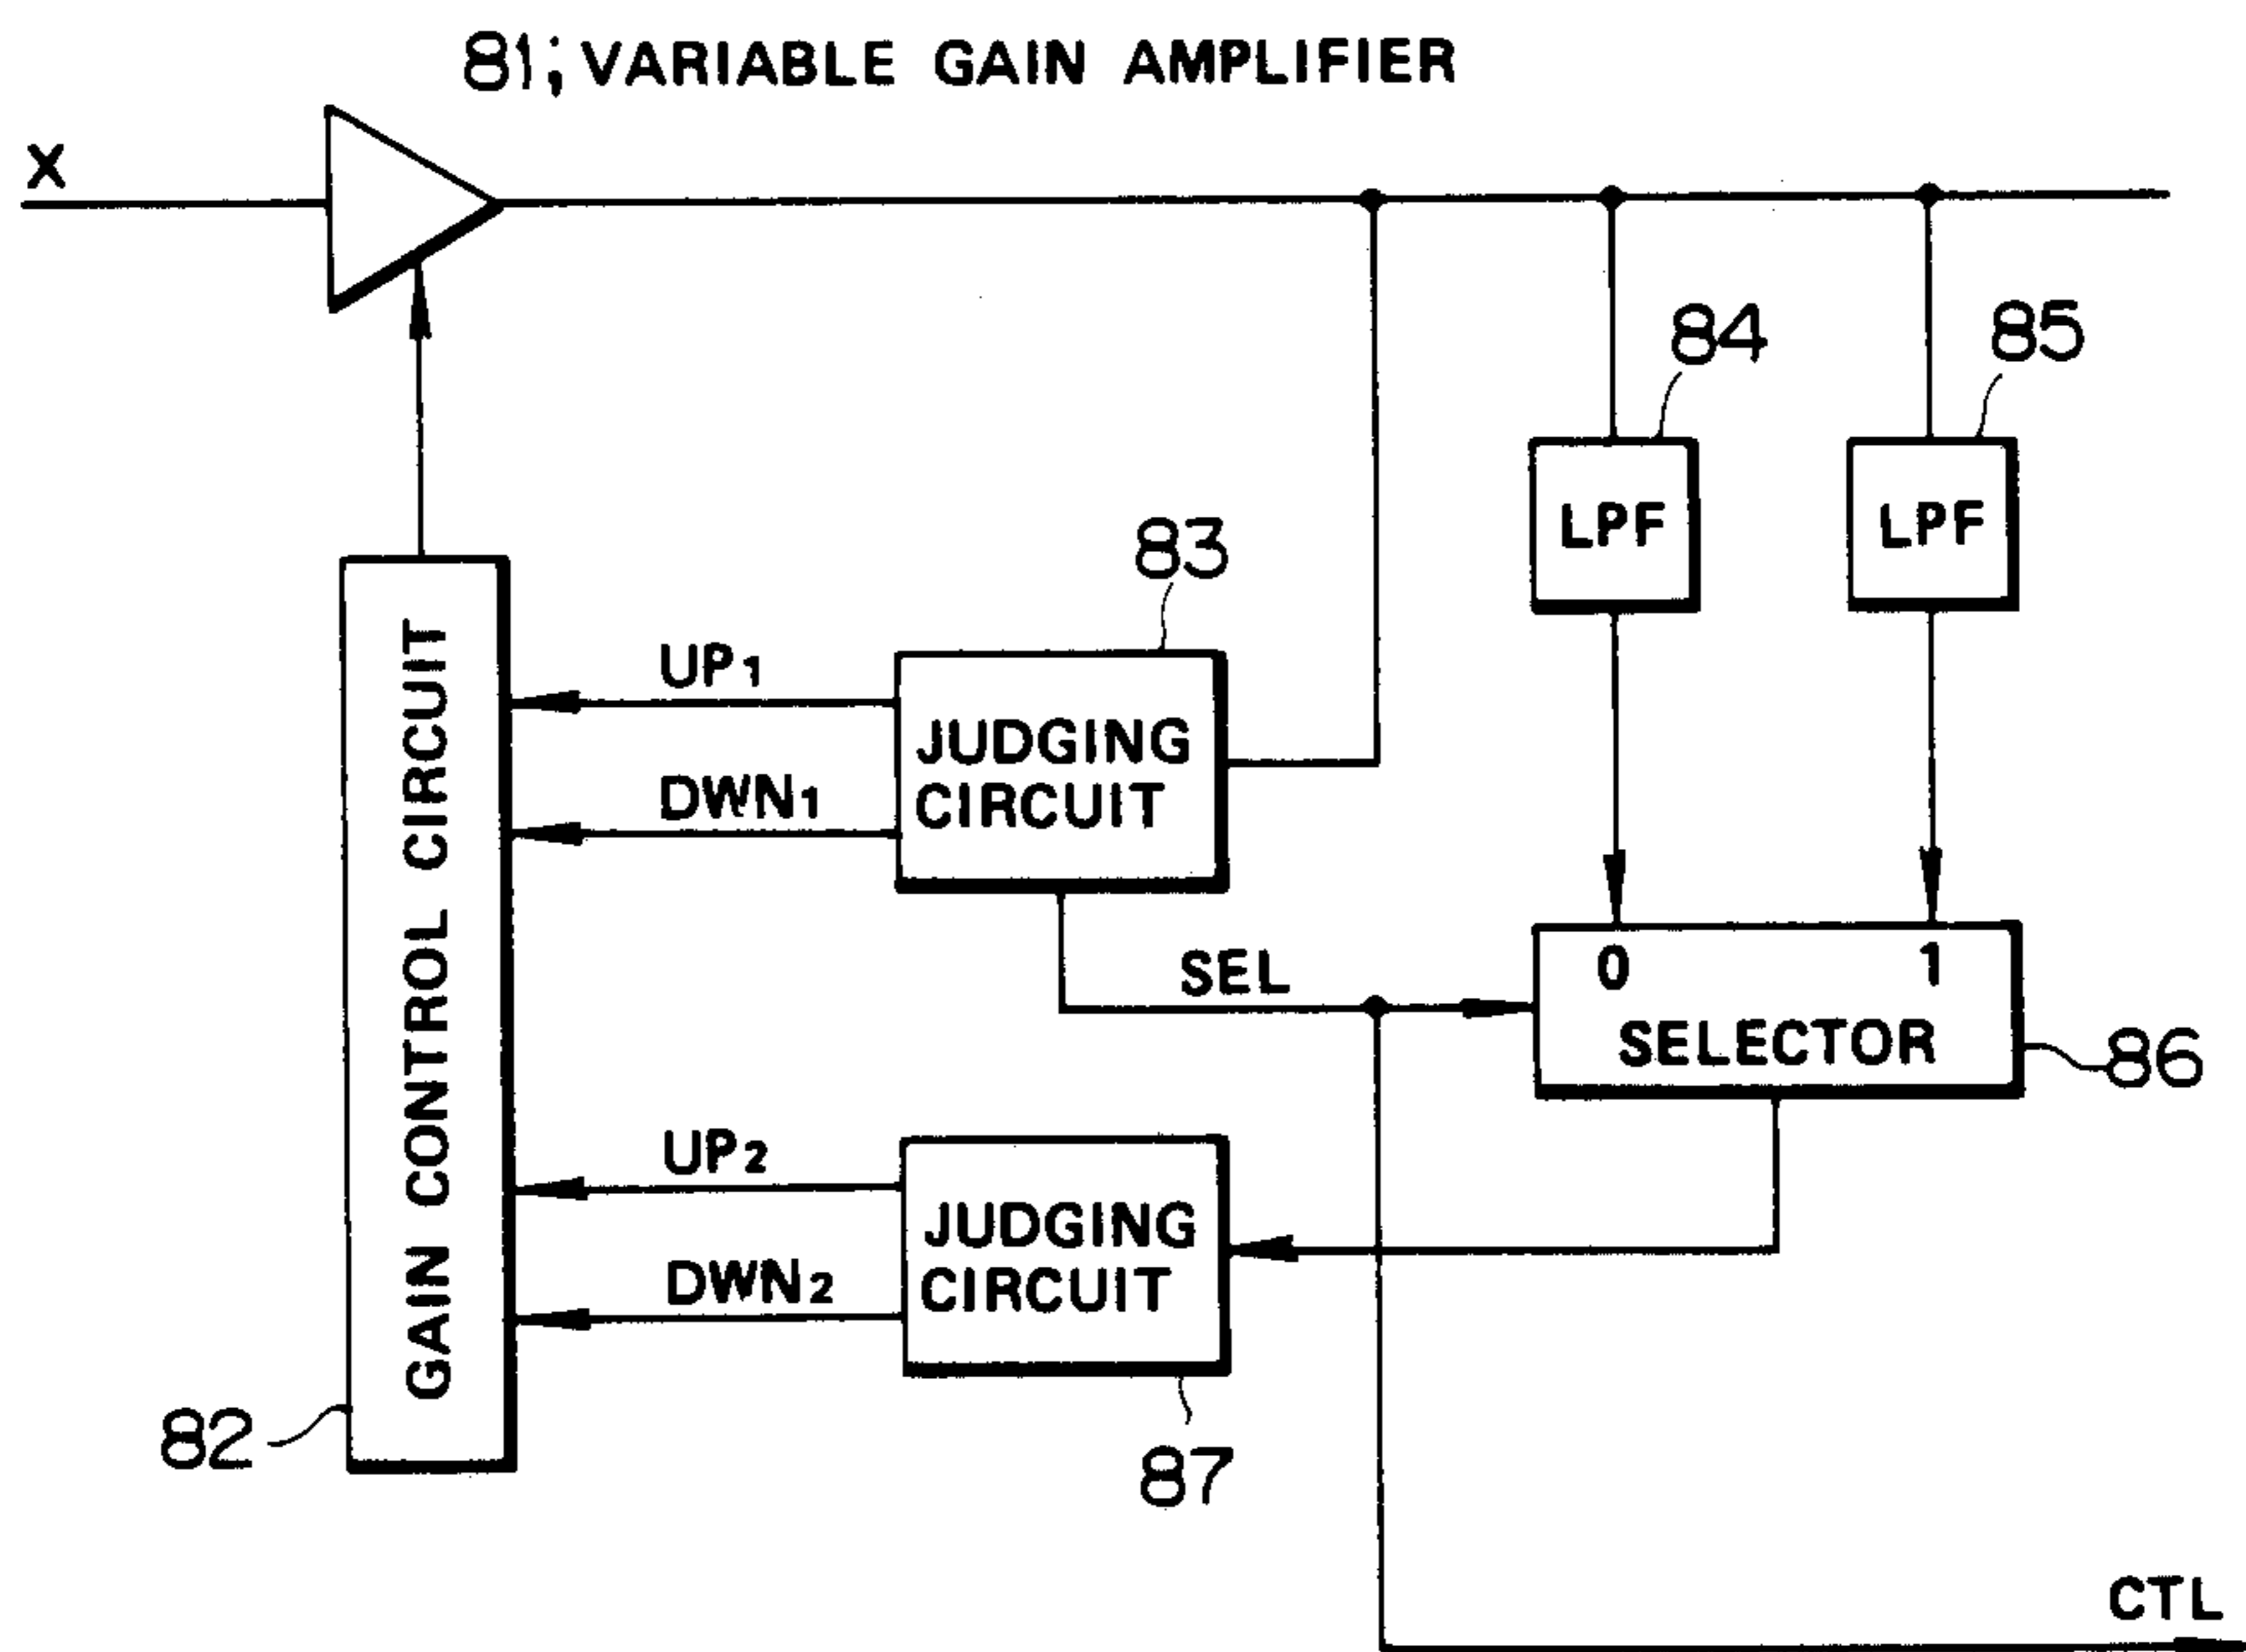 81; VARIABLE GAIN AMPLIFIER
X
84
85
LPF
LPF
83
UP1
JUDGING
CIRCUIT
DWN1
GAIN CONTROL CIRCUIT
SEL
0
1
SELECTOR
86
UP2
JUDGING
CIRCUIT
DWN2
82
87
CTL